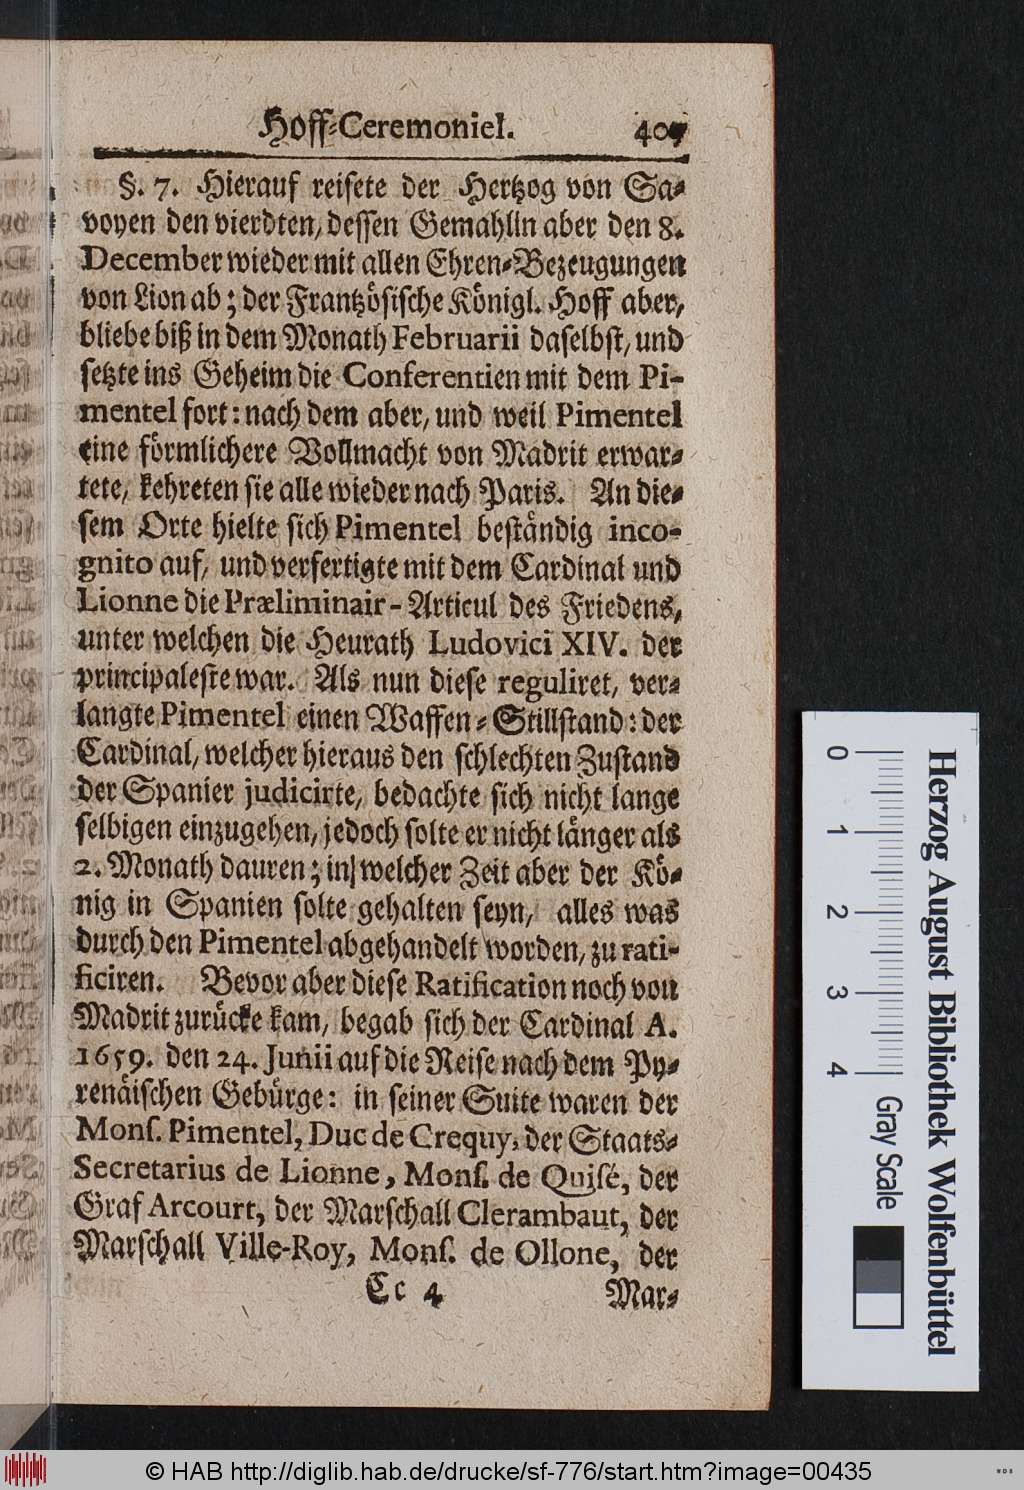 Hoff-Ceremoniel. 407
§. 7. Hierauf reisete der Hertzog von Sa-
voyen den vierdten, dessen Gemahlin aber den 8.
December wieder mit allen Ehren-Bezeugungen
von Lion ab; der Frantzösische Königl. Hoff aber,
bliebe biß in dem Monath Februarii daselbst, und
setzte ins Geheim die Conferentien mit dem Pi-
mentel fort: nach dem aber, und weil Pimentel
eine förmlichere Vollmacht von Madrit erwar-
tete, kehreten sie alle wieder nach Paris. An die-
sem Orte hielte sich Pimentel beständig inco-
gnito auf, und verfertigte mit dem Cardinal und
Lionne die Præliminair-Articul des Friedens,
unter welchen die Heurath Ludovici XIV. der
principaleste war. Als nun diese reguliret, ver-
langte Pimentel einen Waffen-Stillstand: der
Cardinal, welcher hieraus den schlechten Zustand
der Spanier judicirte, bedachte sich nicht lange
selbigen einzugehen, jedoch solte er nicht länger als
2. Monath dauren; in welcher Zeit aber der Kö-
nig in Spanien solte gehalten seyn, alles was
durch den Pimentel abgehandelt worden, zu rati-
ficiren. Bevor aber diese Ratification noch von
Madrit zurücke kam, begab sich der Cardinal A.
1659. den 24. Junii auf die Reise nach dem Py-
renäischen Gebürge: in seiner Suite waren der
Monſ. Pimentel, Duc de Crequy, der Staats-
Secretarius de Lionne, Monſ. de Quiſé, der
Graf Arcourt, der Marschall Clerambaut, der
Marschall Ville-Roy, Monſ. de Ollone, der
Cc 4 Mar-
0 1 2 3 4 Gray Scale
Herzog August Bibliothek Wolfenbüttel
© HAB http://diglib.hab.de/drucke/sf-776/start.htm?image=00435